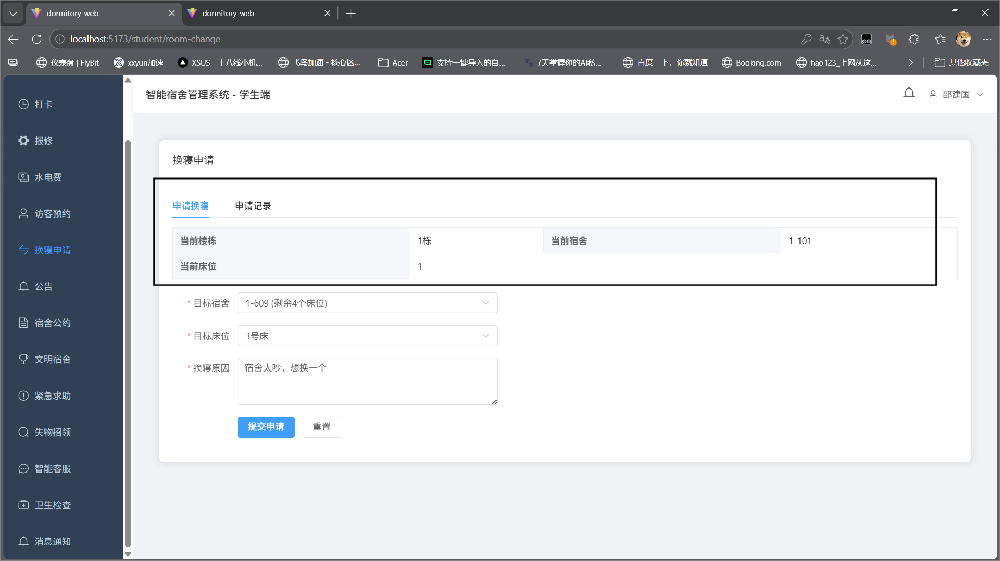 dormitory-web
dormitory-web
localhost:5173/student/room-change
仪表盘 | FlyBit
xxyun加速
XSUS - 十八线小机...
飞鸟加速 - 核心区...
Acer
支持一键导入的自...
7天掌握你的AI私...
百度一下，你就知道
Booking.com
hao123_上网从这...
其他收藏夹
打卡
报修
水电费
访客预约
换寝申请
公告
宿舍公约
文明宿舍
紧急求助
失物招领
智能客服
卫生检查
消息通知
智能宿舍管理系统 - 学生端
邵建国
换寝申请
申请换寝 申请记录
当前楼栋 1栋 当前宿舍 1-101
当前床位 1
* 目标宿舍 1-609 (剩余4个床位)
* 目标床位 3号床
* 换寝原因 宿舍太吵，想换一个
提交申请 重置